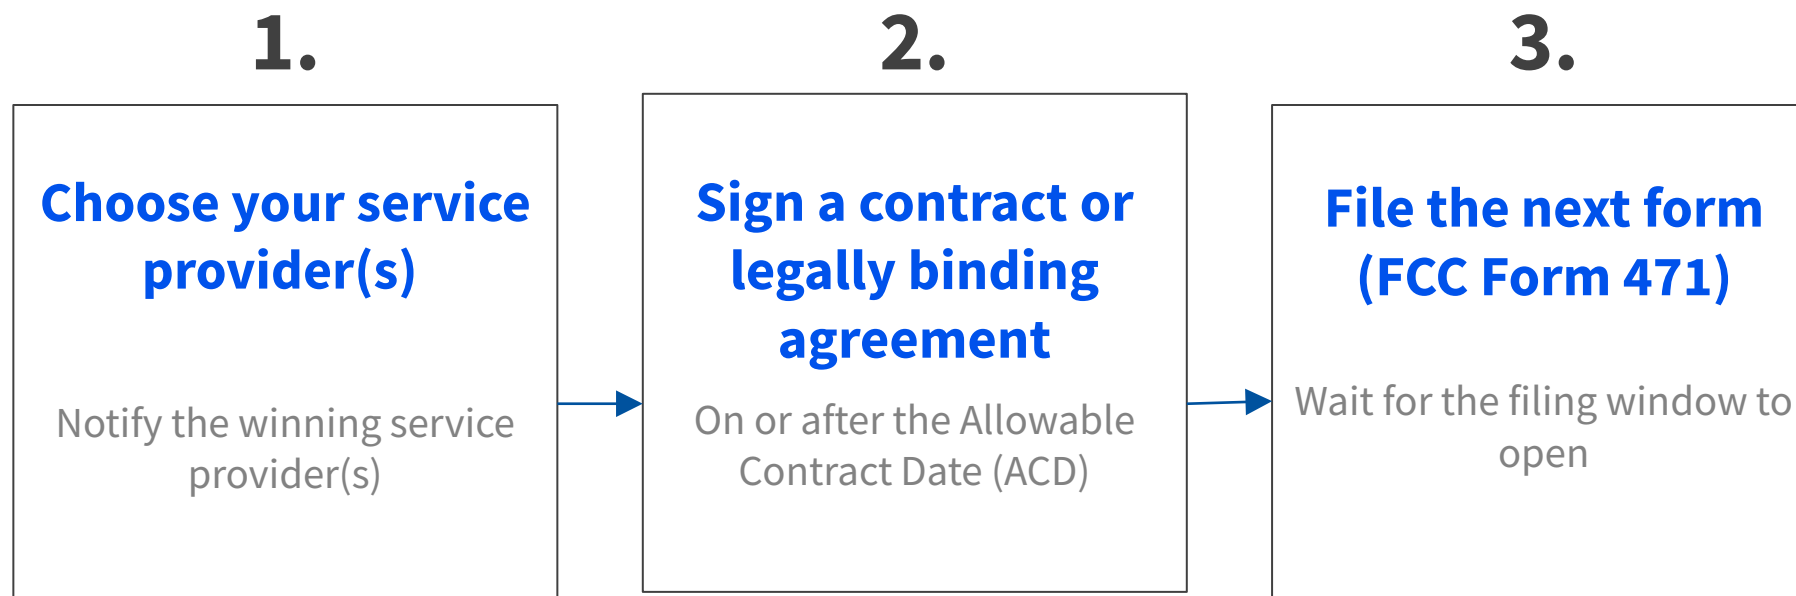 1.
Choose your service
provider(s)
Notify the winning service
provider(s)
2.
Sign a contract or
legally binding
agreement
On or after the Allowable
Contract Date (ACD)
3.
File the next form
(FCC Form 471)
Wait for the filing window to
open